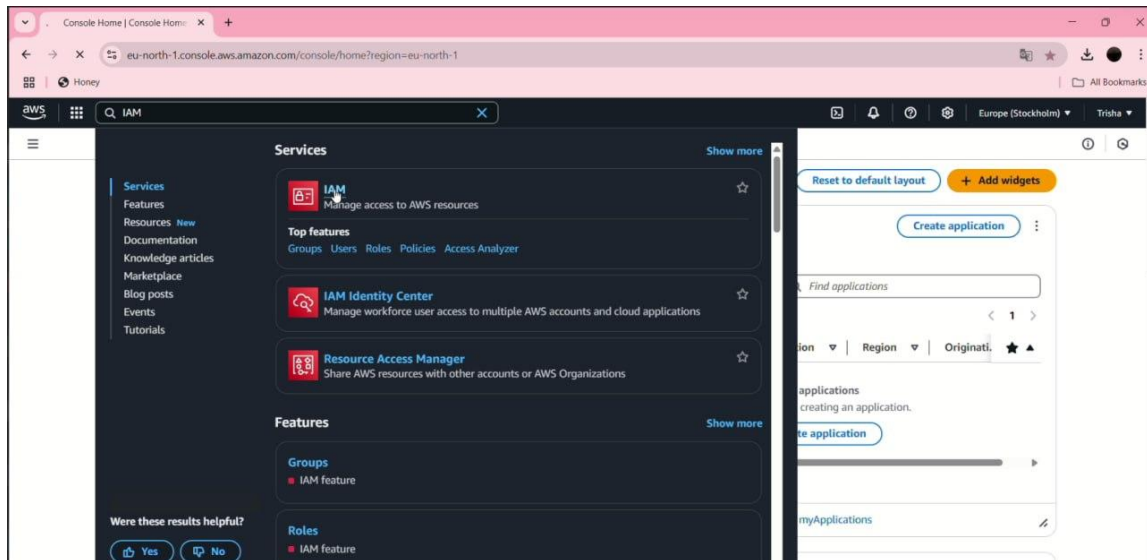 Console Home | Console Home
eu-north-1.console.aws.amazon.com/console/home?region=eu-north-1
Honey
All Bookmarks
aws
IAM
Europe (Stockholm)
Trisha
Services
Show more
Services
Features
Resources New
Documentation
Knowledge articles
Marketplace
Blog posts
Events
Tutorials
IAM
Manage access to AWS resources
Top features
Groups Users Roles Policies Access Analyzer
IAM Identity Center
Manage workforce user access to multiple AWS accounts and cloud applications
Resource Access Manager
Share AWS resources with other accounts or AWS Organizations
Features
Show more
Groups
IAM feature
Roles
IAM feature
Were these results helpful?
Yes No
Reset to default layout
+ Add widgets
Create application
Find applications
1
ion Region Originati.
applications
creating an application.
te application
myApplications